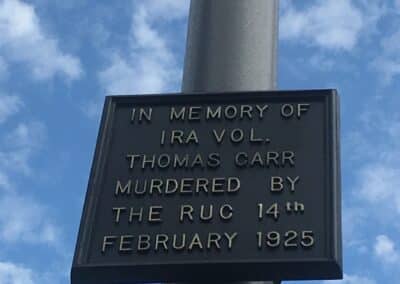 IN MEMORY OF
IRA VOL.
THOMAS CARR
MURDERED BY
THE RUC 14th
FEBRUARY 1925